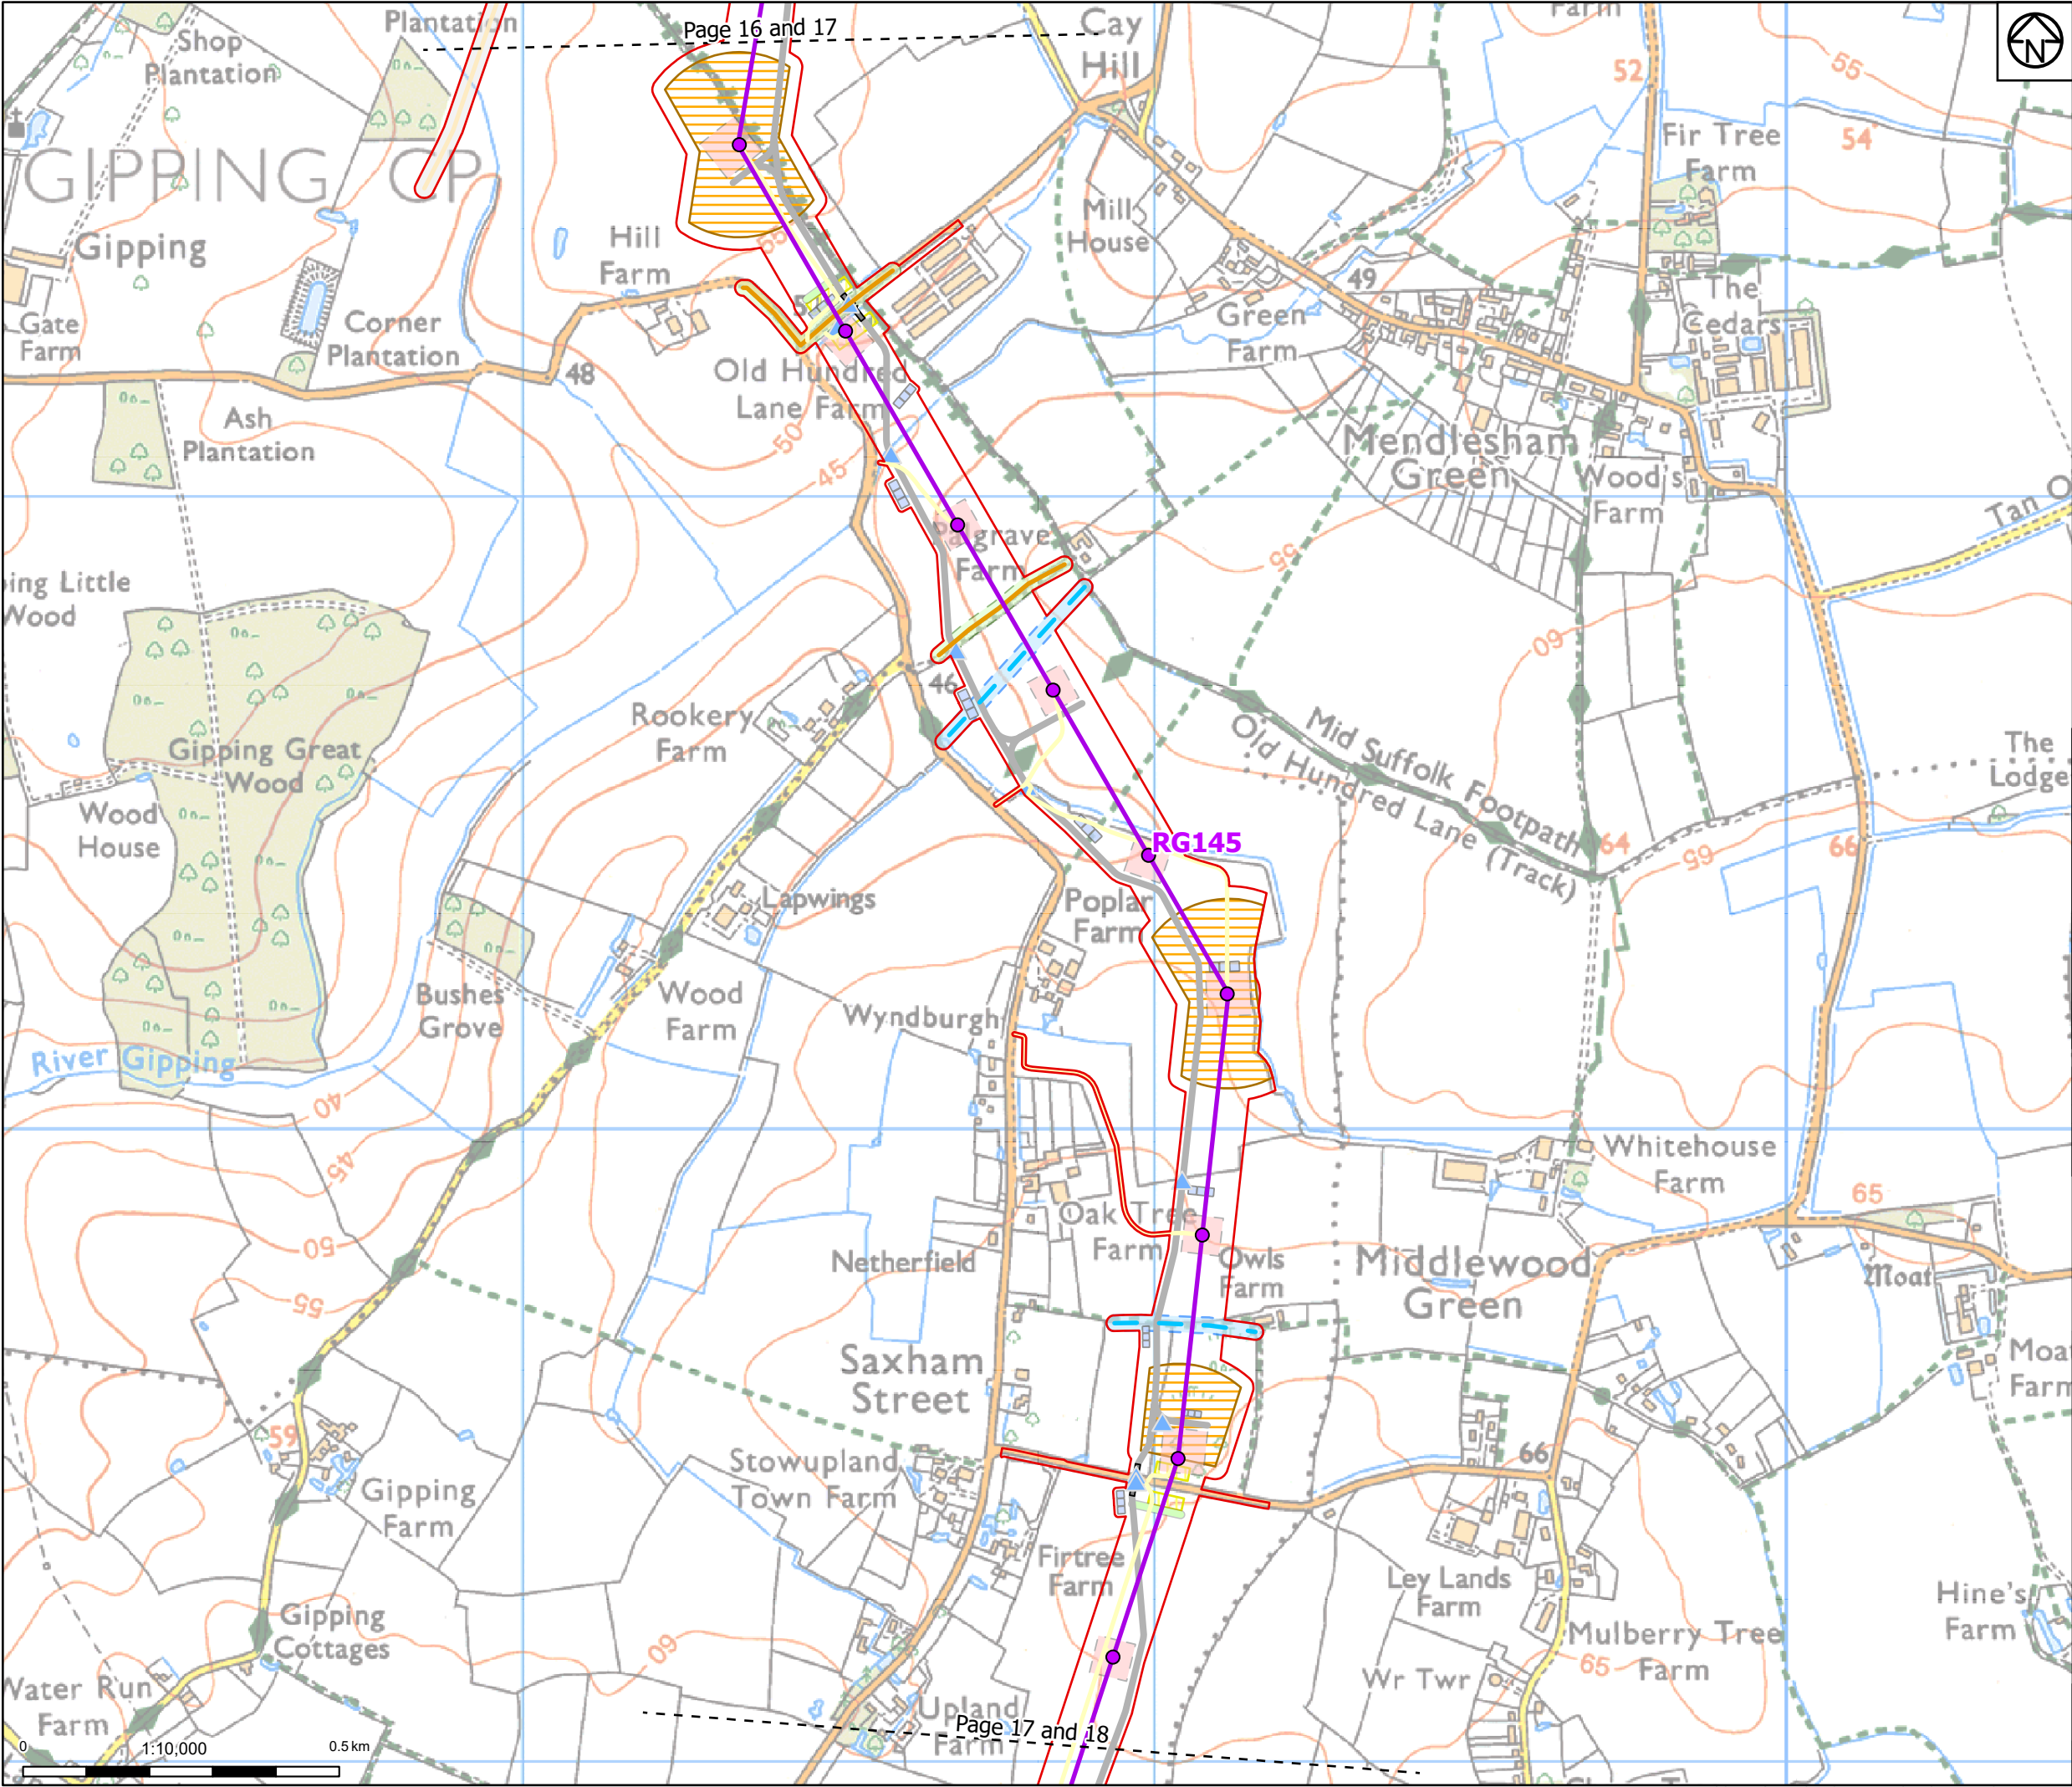 Plantation
Page 16 and 17
Cay
Hill
Farm
N
Shop
Plantation
52
55
54
Fir Tree
Farm
GIPPING CP
Gipping
Hill
Farm
55
Mill
House
49
The
Cedars
Gate
Farm
Corner
Plantation
Green
Farm
48
Old Hundred
Lane Farm
Ash
Plantation
50
45
Mendlesham
Green
Wood's
Farm
Tan O
Palgrave
Farm
55
ing Little
Wood
60
46
Rookery
Farm
Mid Suffolk Footpath
Old Hundred Lane (Track)
Gipping Great
Wood
The
Lodge
Wood
House
RG145
64
65
66
Lapwings
Poplar
Farm
Bushes
Grove
Wood
Farm
Wyndburgh
River Gipping
40
45
Whitehouse
Farm
65
50
Oak Tree
Farm
Owls
Farm
Netherfield
Middlewood
Green
Moat
55
Saxham
Street
Moa
Farm
59
Stowupland
Town Farm
66
Gipping
Farm
Firtree
Farm
Ley Lands
Farm
Hine's
Farm
Gipping
Cottages
60
Mulberry Tree
Farm
65
Wr Twr
Water Run
Farm
Upland
Farm
Page 17 and 18
0 1:10,000 0.5 km